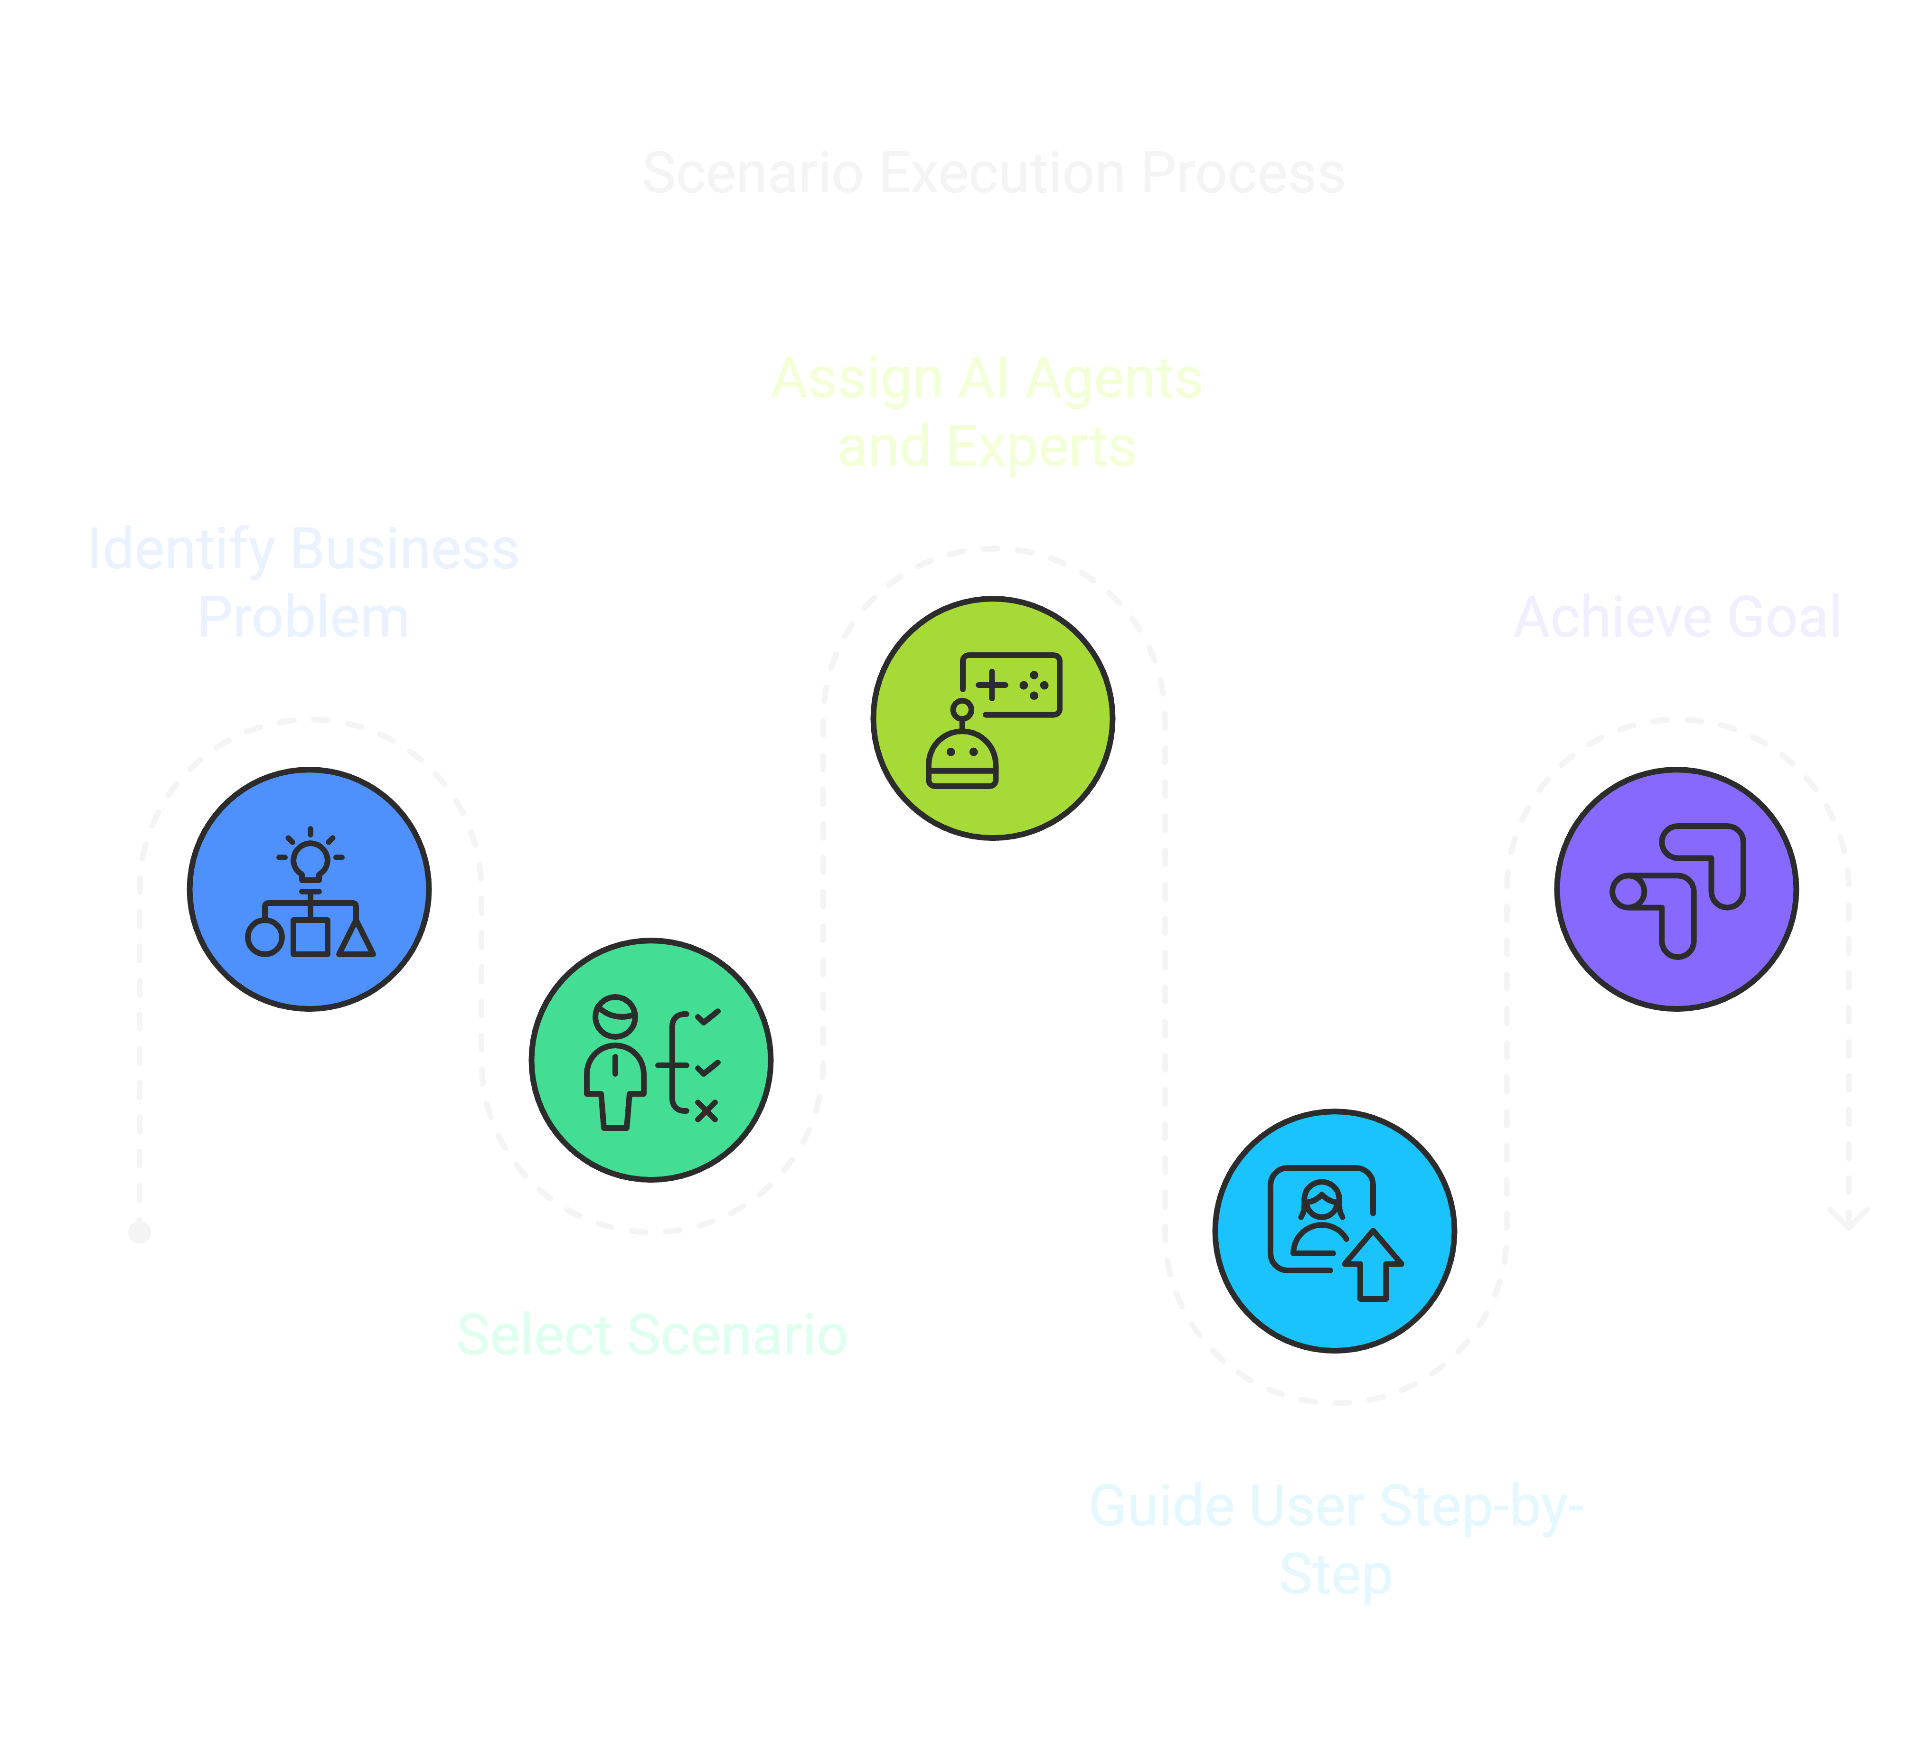 Scenario Execution Process
Assign AI Agents
and Experts
Identify Business
Problem
Achieve Goal
Select Scenario
Guide User Step-by-
Step